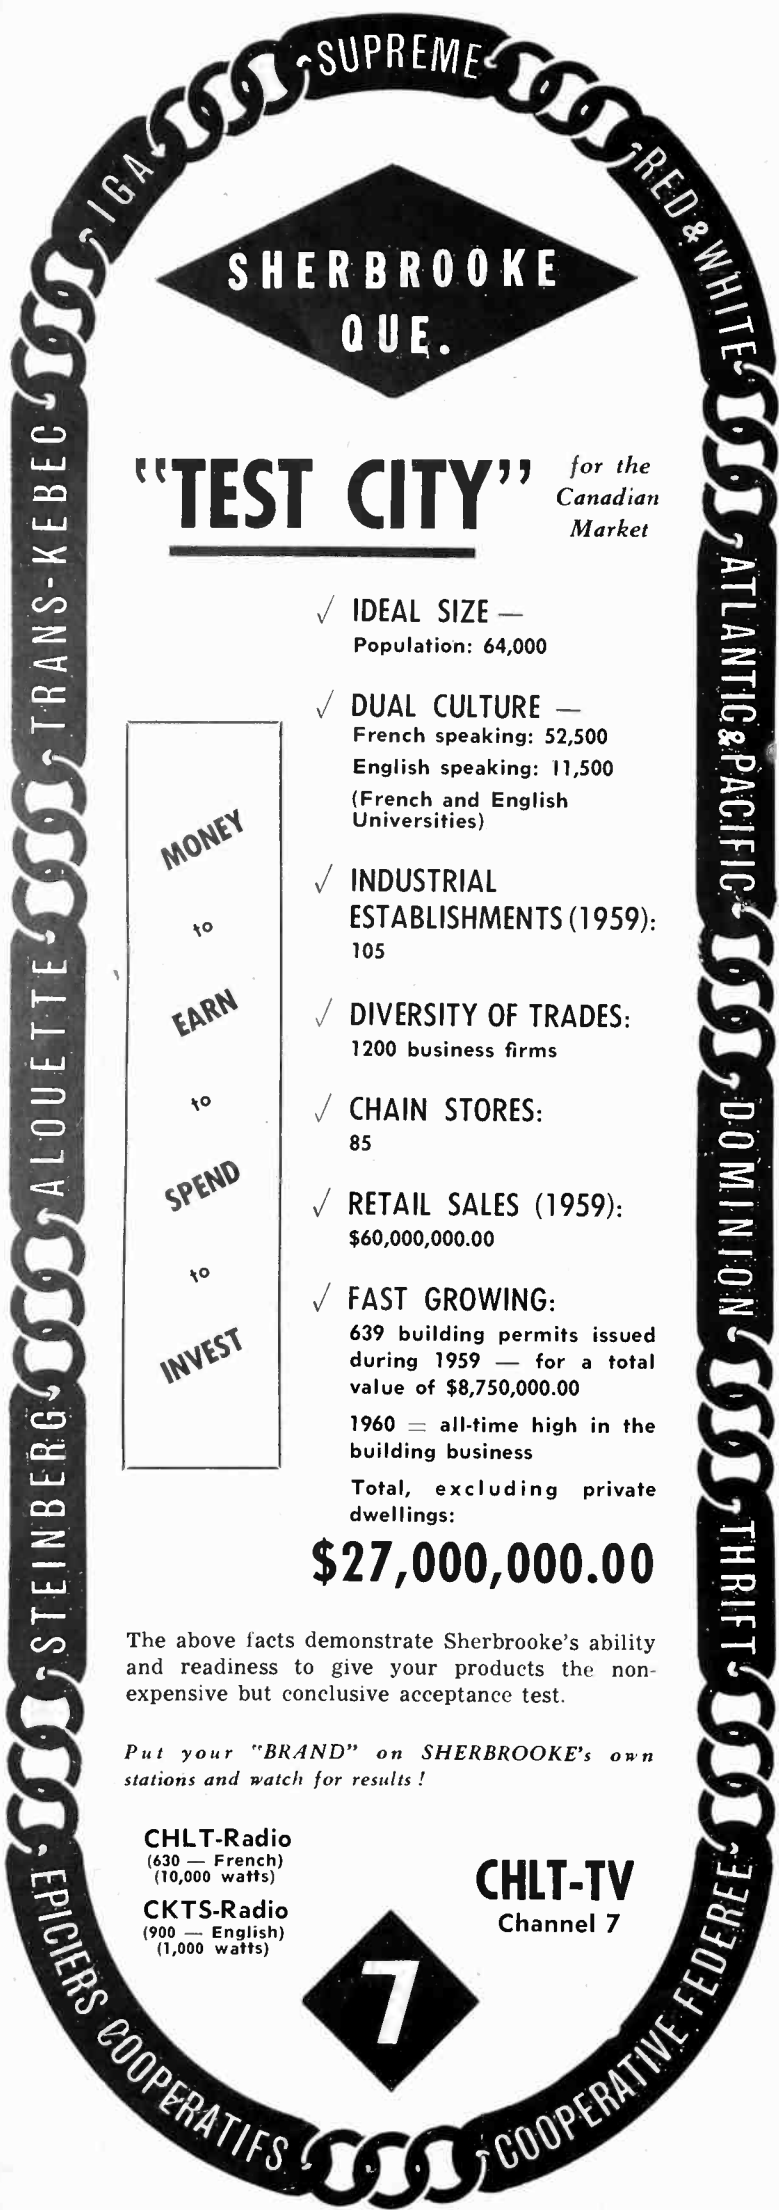 SUPREME
RED & WHITE
ATLANTIC & PACIFIC
DOMINION
THRIFT
COOPERATIVE FEDEREE
EPICIERS COOPERATIFS
STEINBERG
ALOUETTE
TRANS-KEBEC
IGA
SHERBROOKE
QUE.
"TEST CITY"
for the
Canadian
Market
√ IDEAL SIZE —
Population: 64,000
√ DUAL CULTURE —
French speaking: 52,500
English speaking: 11,500
(French and English
Universities)
√ INDUSTRIAL
ESTABLISHMENTS (1959):
105
√ DIVERSITY OF TRADES:
1200 business firms
√ CHAIN STORES:
85
√ RETAIL SALES (1959):
$60,000,000.00
√ FAST GROWING:
639 building permits issued
during 1959 — for a total
value of $8,750,000.00
1960 = all-time high in the
building business
Total, excluding private
dwellings:
$27,000,000.00
MONEY
to
EARN
to
SPEND
to
INVEST
The above facts demonstrate Sherbrooke's ability
and readiness to give your products the non-
expensive but conclusive acceptance test.
Put your "BRAND" on SHERBROOKE's own
stations and watch for results !
CHLT-Radio
(630 — French)
(10,000 watts)
CKTS-Radio
(900 — English)
(1,000 watts)
CHLT-TV
Channel 7
7